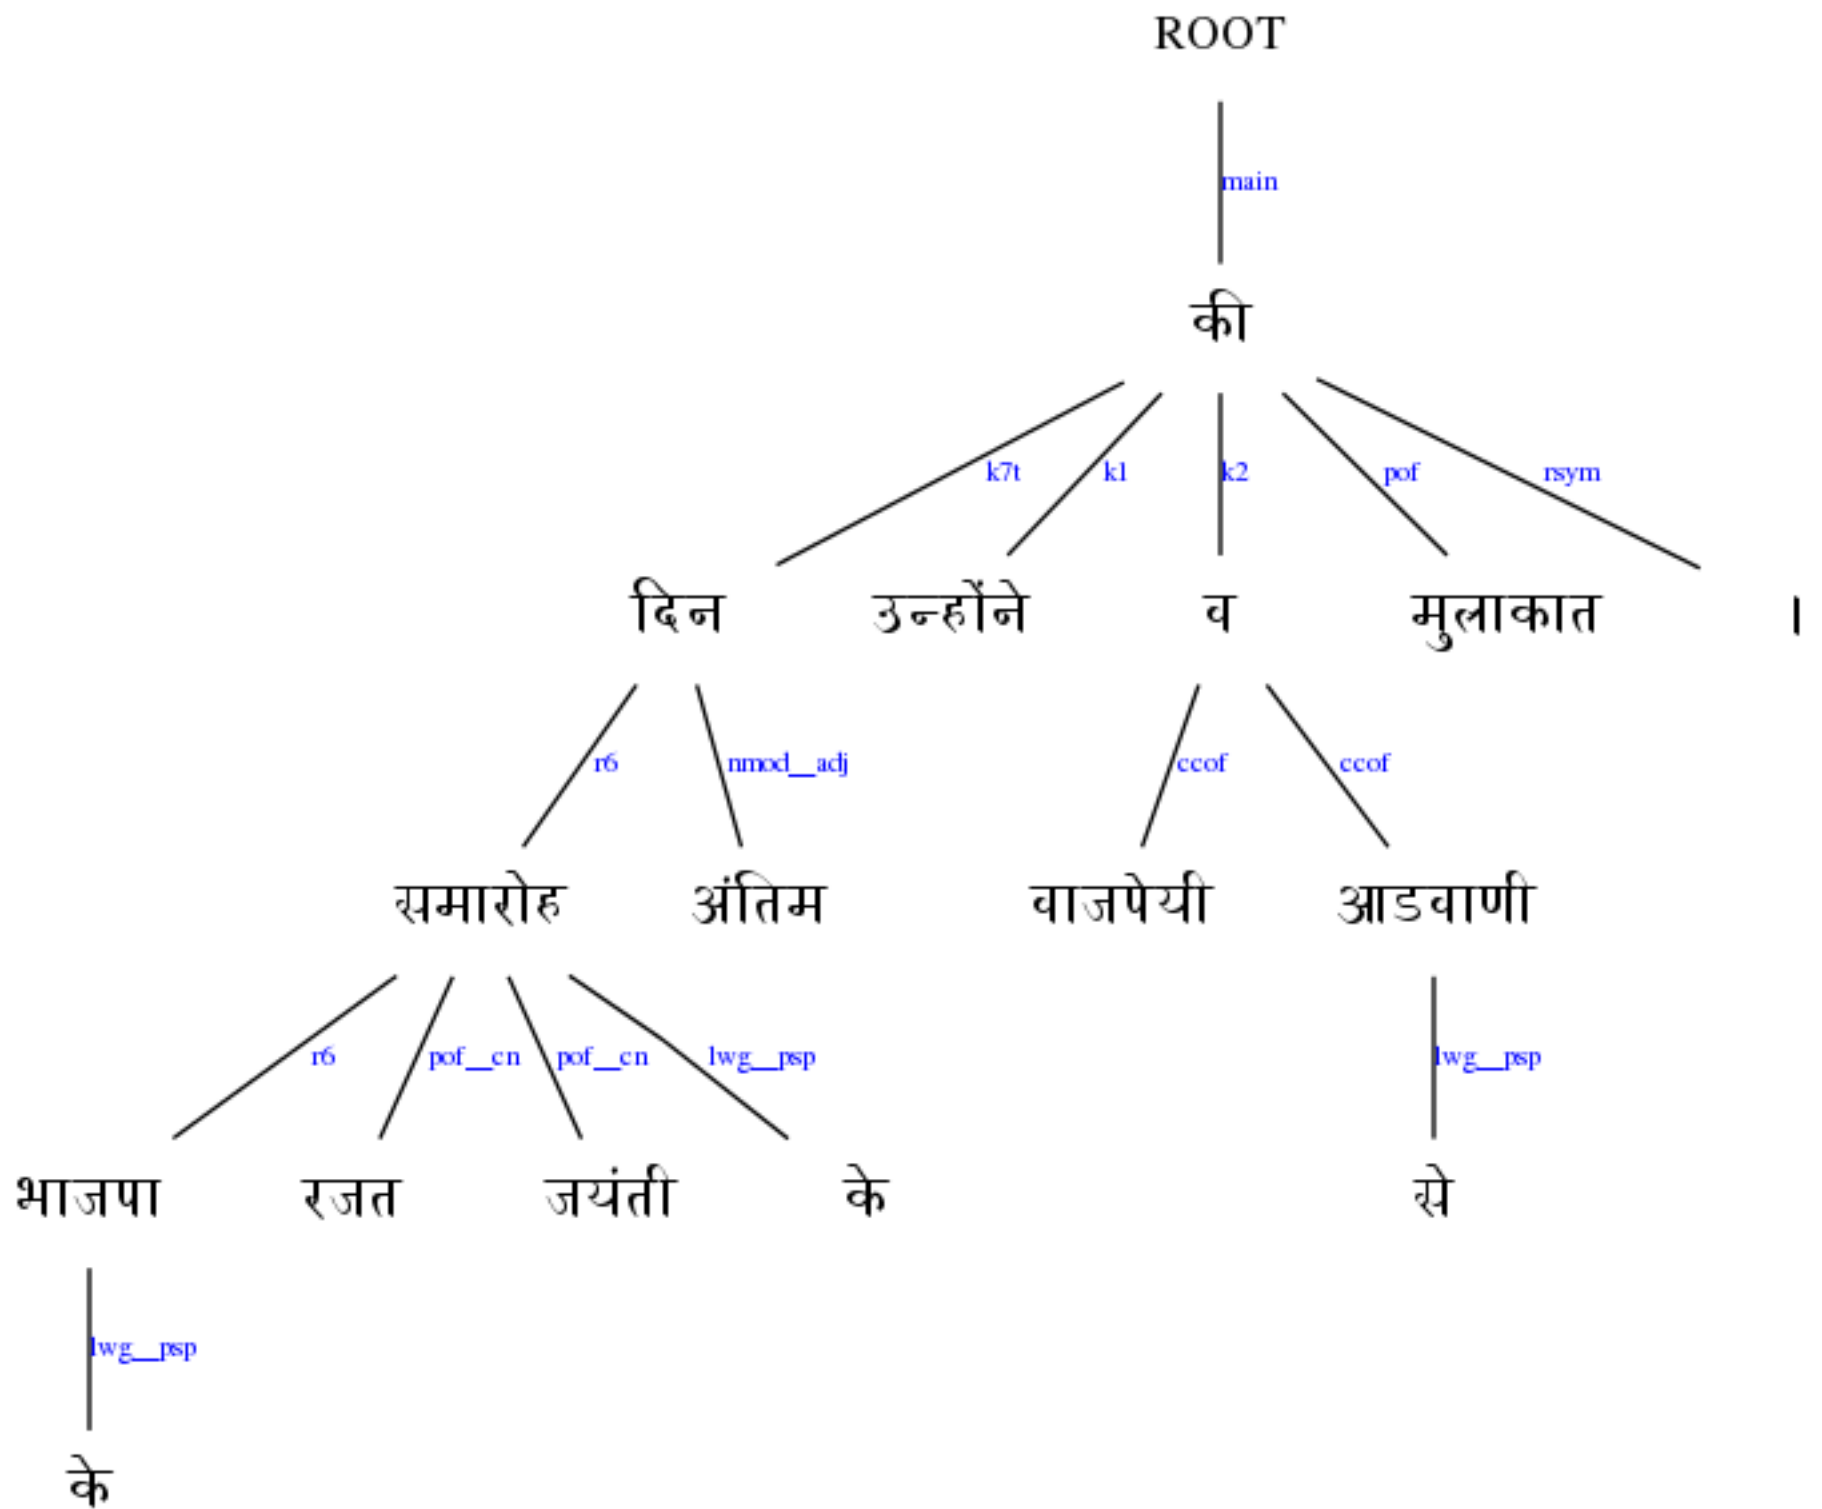 ROOT
main
की
k7t k1 k2 pof rsym
दिन उन्होंने व मुलाकात ।
r6 nmod__adj ccof ccof
समारोह अंतिम वाजपेयी आडवाणी
r6 pof__cn pof__cn lwg__psp lwg__psp
भाजपा रजत जयंती के से
lwg__psp
के